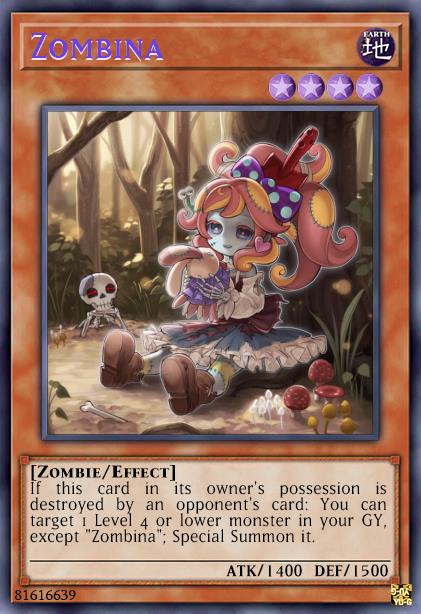 Zombina
EARTH
地
[Zombie/Effect]
If this card in its owner's possession is
destroyed by an opponent's card: You can
target 1 Level 4 or lower monster in your GY,
except "Zombina"; Special Summon it.
ATK/1400 DEF/1500
81616639